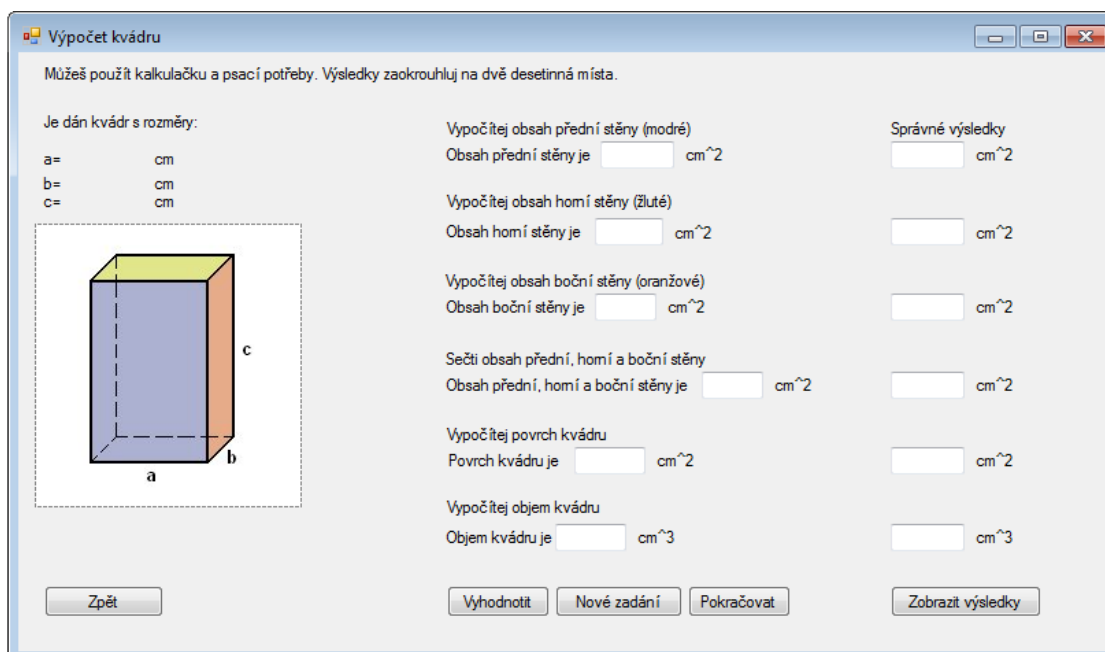 Výpočet kvádru
Můžeš použít kalkulačku a psací potřeby. Výsledky zaokrouhluj na dvě desetinná místa.
Je dán kvádr s rozměry:
a= cm
b= cm
c= cm
c
b
a
Vypočítej obsah přední stěny (modré)
Obsah přední stěny je cm^2
Vypočítej obsah horní stěny (žluté)
Obsah horní stěny je cm^2
Vypočítej obsah boční stěny (oranžové)
Obsah boční stěny je cm^2
Sečti obsah přední, horní a boční stěny
Obsah přední, horní a boční stěny je cm^2
Vypočítej povrch kvádru
Povrch kvádru je cm^2
Vypočítej objem kvádru
Objem kvádru je cm^3
Správné výsledky
cm^2
cm^2
cm^2
cm^2
cm^2
cm^3
Zpět
Vyhodnotit
Nové zadání
Pokračovat
Zobrazit výsledky